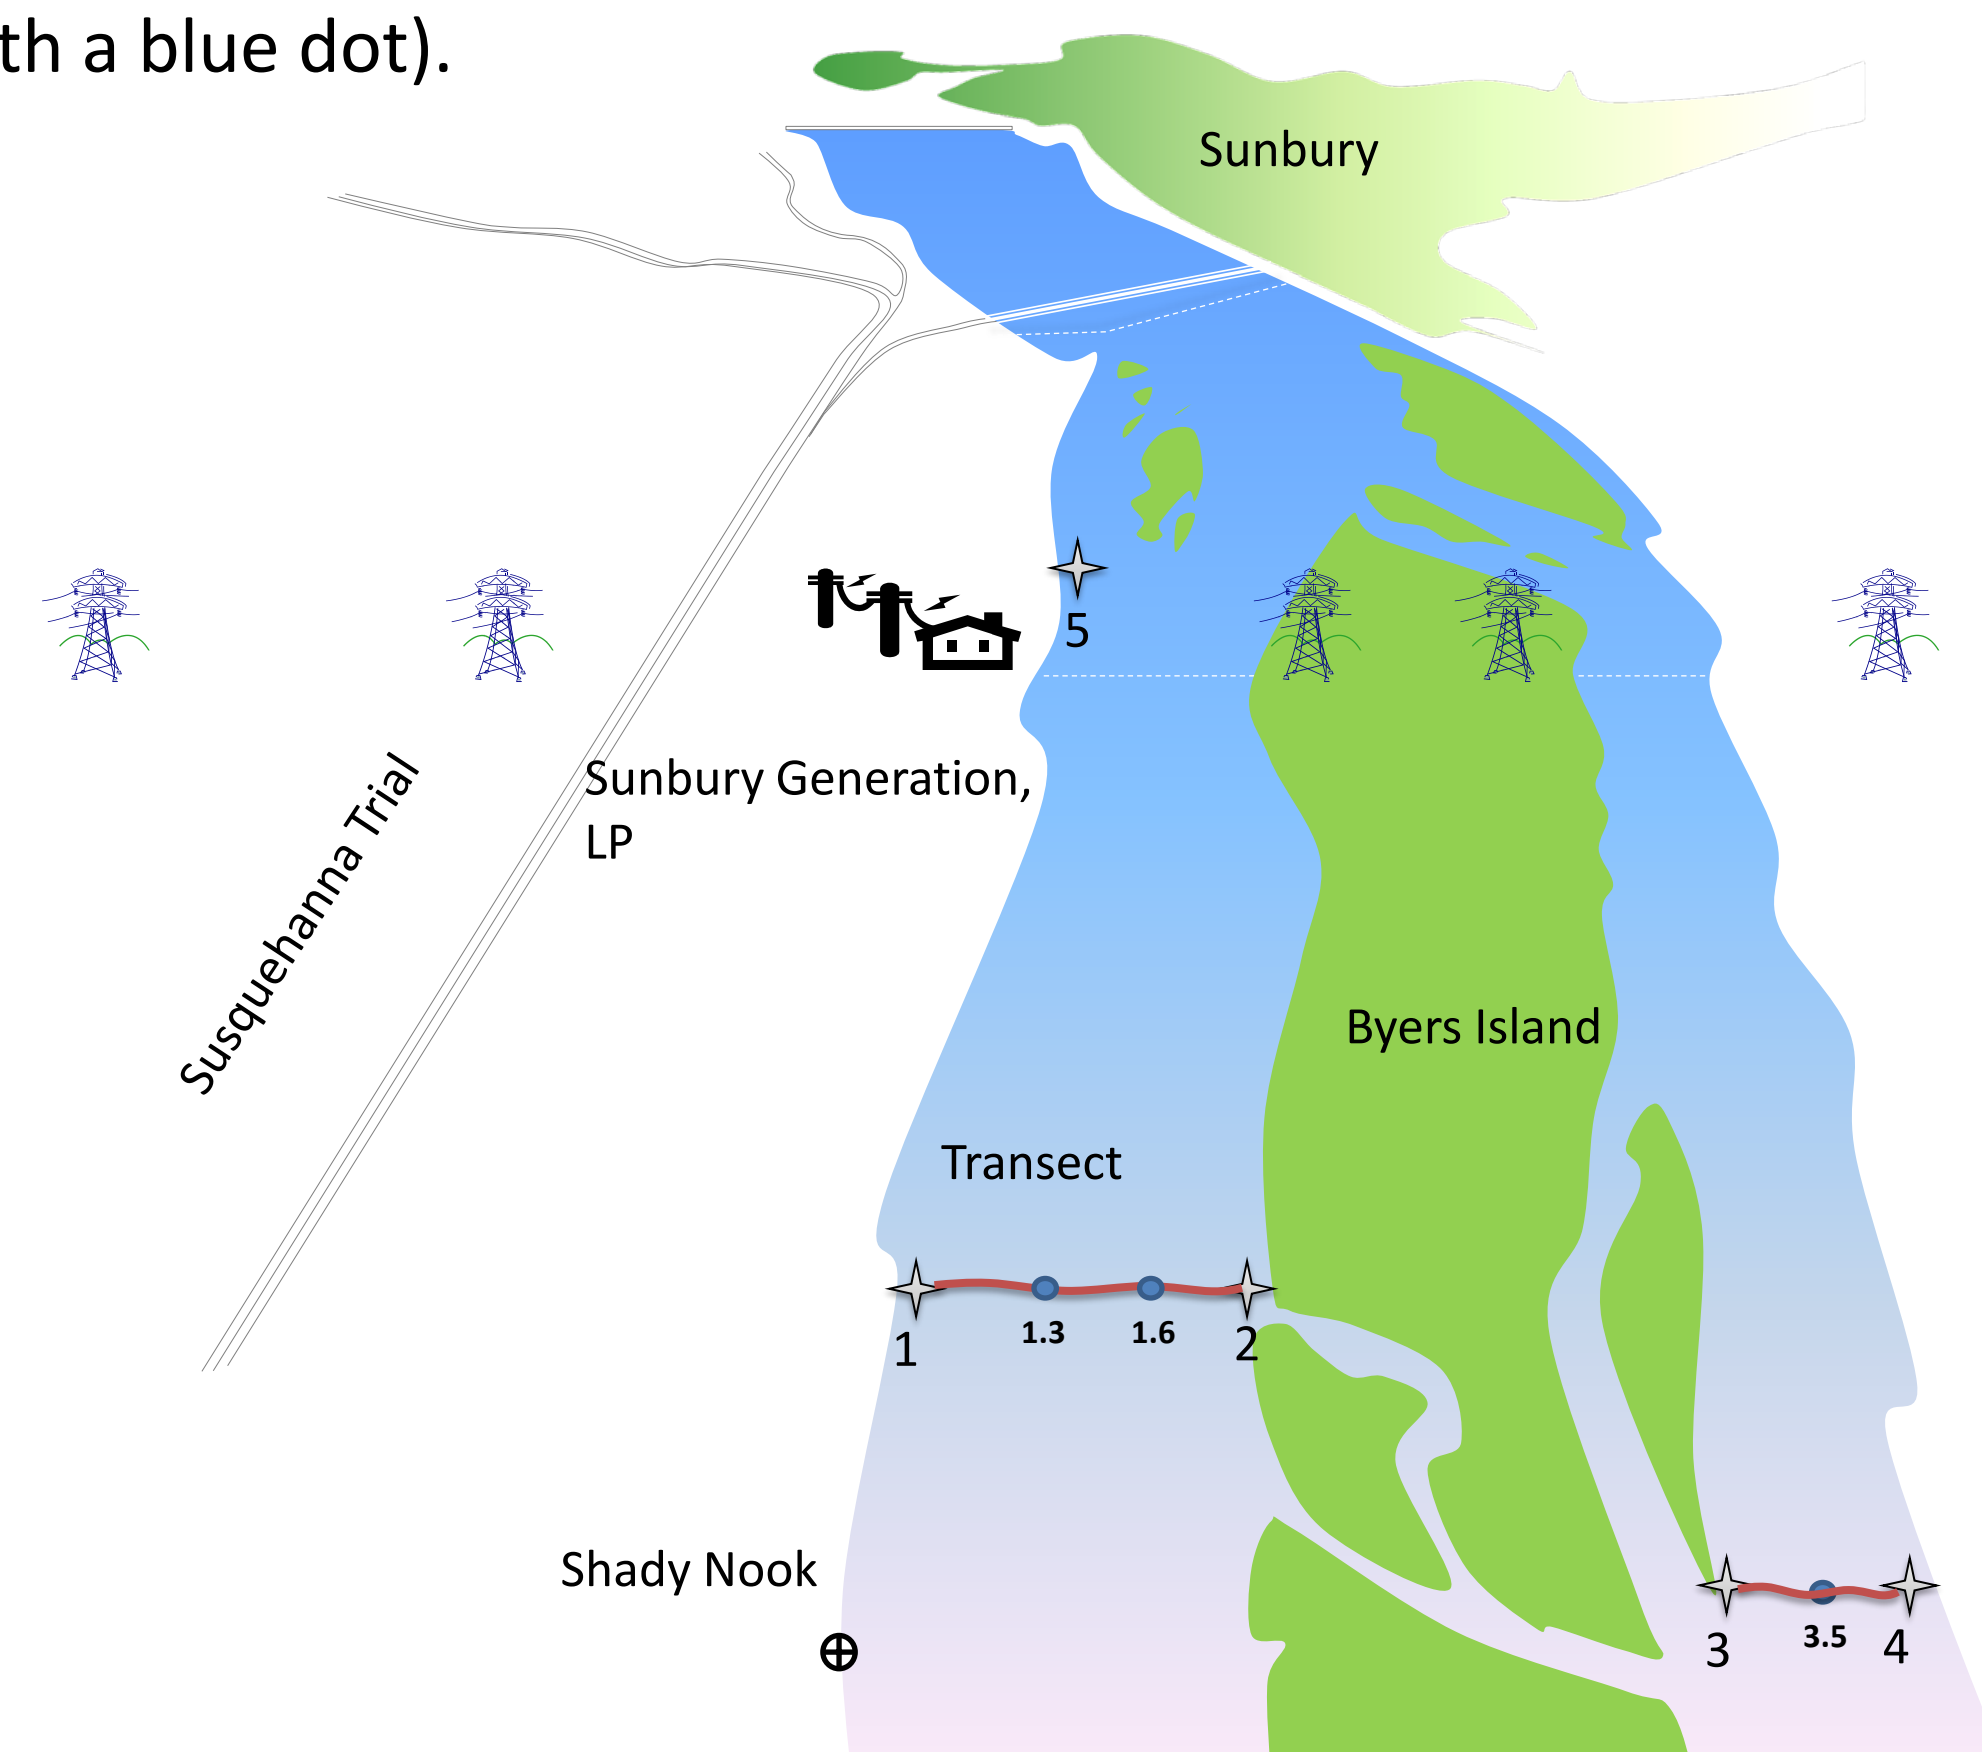 th a blue dot).
Sunbury
5
Sunbury Generation,
LP
Susquehanna Trial
Byers Island
Transect
1
1.3
1.6
2
Shady Nook
3
3.5
4